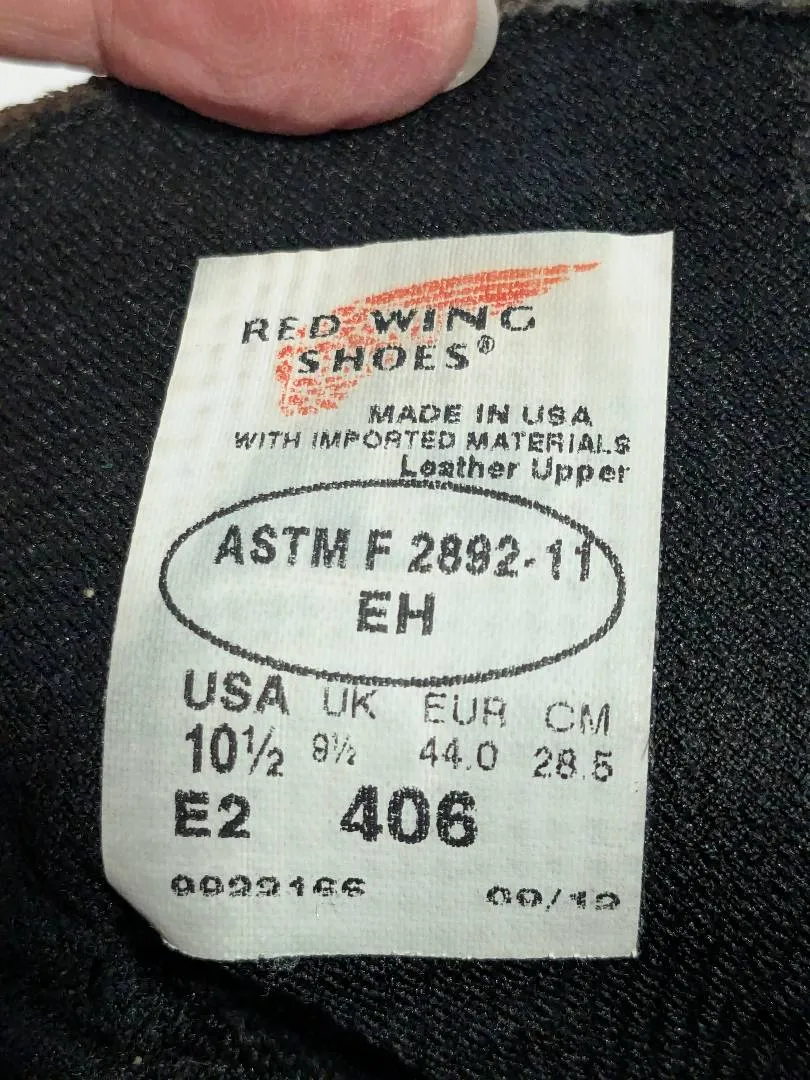 RED WING
SHOES®
MADE IN USA
WITH IMPORTED MATERIALS
Leather Upper
ASTM F 2892-11
EH
USA UK EUR CM
10½ 9½ 44.0 28.5
E2 406